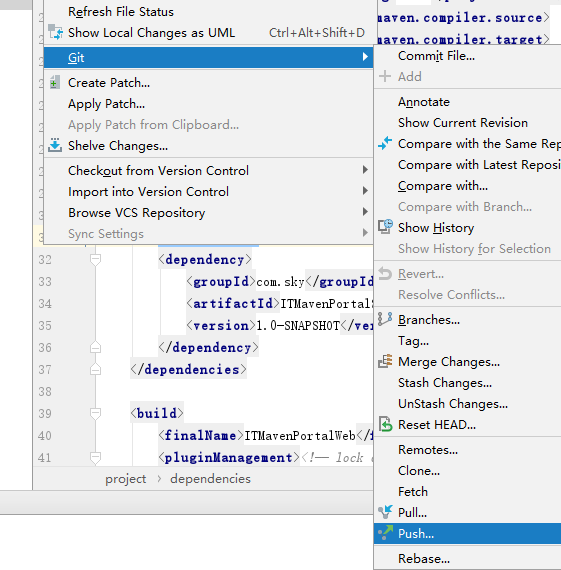 Refresh File Status
Show Local Changes as UML Ctrl+Alt+Shift+D
Git
Create Patch...
Apply Patch...
Apply Patch from Clipboard...
Shelve Changes...
Checkout from Version Control
Import into Version Control
Browse VCS Repository
Sync Settings
maven.compiler.source>
maven.compiler.target>
Commit File...
Add
Annotate
Show Current Revision
Compare with the Same Rep
Compare with Latest Reposi
Compare with...
Compare with Branch...
Show History
Show History for Selection
Revert...
Resolve Conflicts...
Branches...
Tag...
Merge Changes...
Stash Changes...
UnStash Changes...
Reset HEAD...
Remotes...
Clone...
Fetch
Pull...
Push...
Rebase...
32 <dependency>
33 <groupId>com.sky</groupId
34 <artifactId>ITMavenPortalS
35 <version>1.0-SNAPSHOT</ver
36 </dependency>
37 </dependencies>
38
39 <build>
40 <finalName>ITMavenPortalWeb</f
41 <pluginManagement><!-- lock
project > dependencies